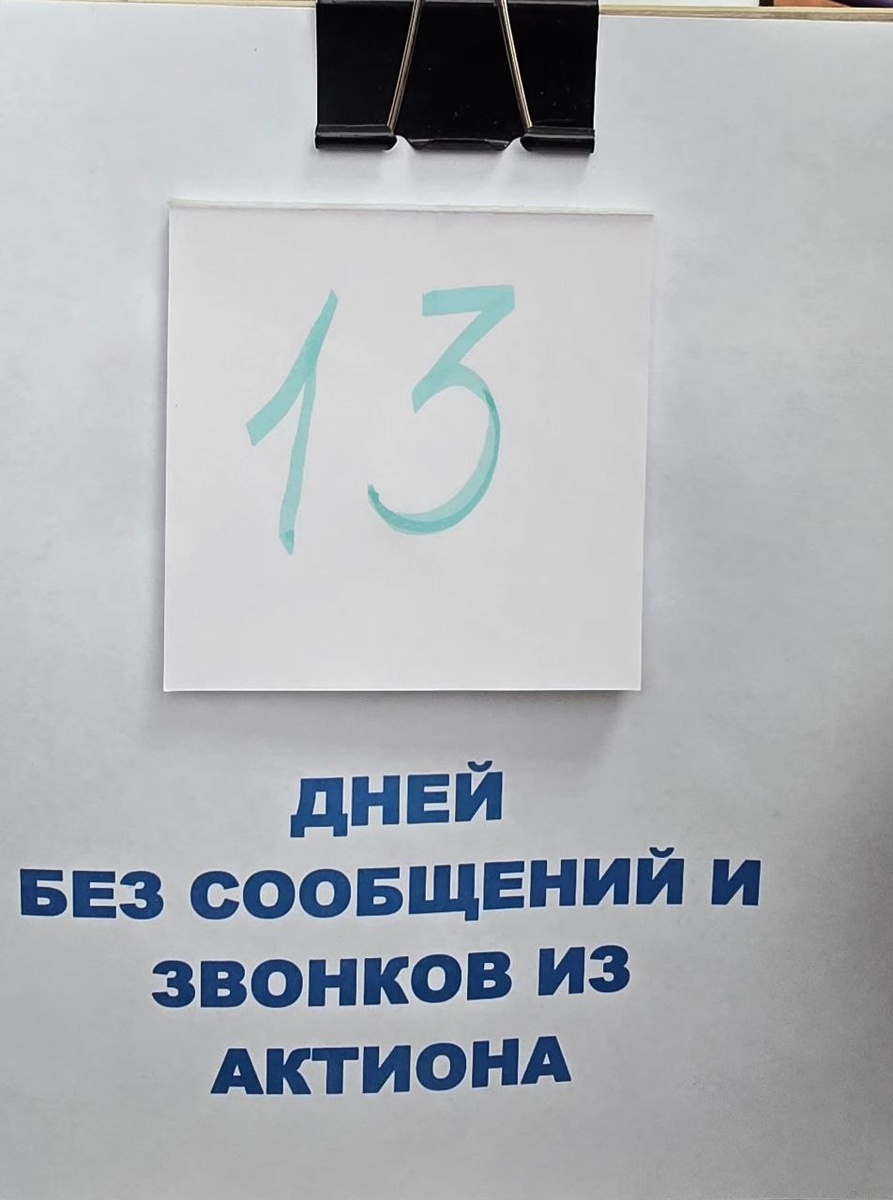 13
ДНЕЙ
БЕЗ СООБЩЕНИЙ И
ЗВОНКОВ ИЗ
АКТИОНА